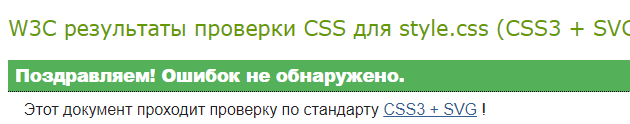 W3C результаты проверки CSS для style.css (CSS3 + SVG
Поздравляем! Ошибок не обнаружено.
Этот документ проходит проверку по стандарту CSS3 + SVG !